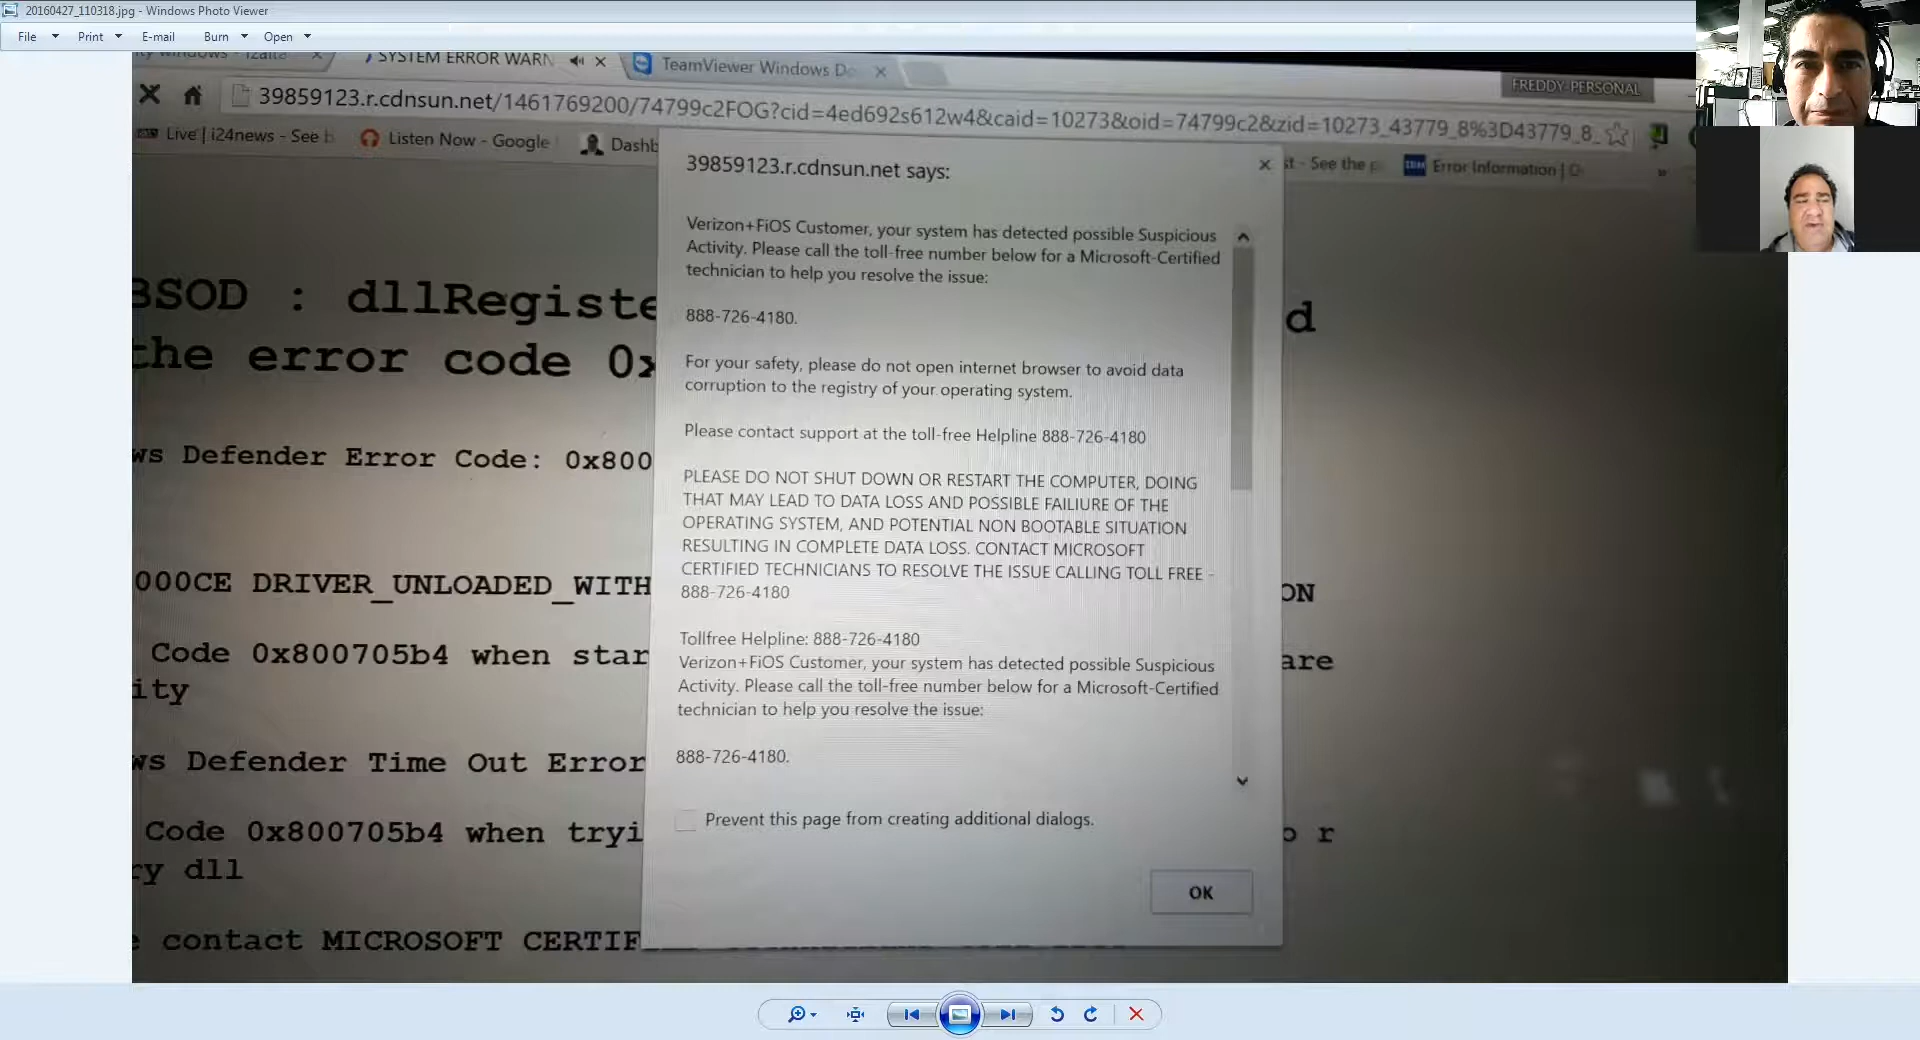 20160427_110318.jpg - Windows Photo Viewer
File Print E-mail Burn Open
SYSTEM ERROR WARN
TeamViewer Windows Do
FREDDY-PERSONAL
39859123.r.cdnsun.net/1461769200/74799c2FOG?cid=4ed692s612w4&caid=10273&oid=74799c2&zid=10273_43779_8%3D43779_8_
Live | i24news - See b
Listen Now - Google
Dashb
st - See the p
IBM
Error Information | C
39859123.r.cdnsun.net says:
Verizon+FiOS Customer, your system has detected possible Suspicious
Activity. Please call the toll-free number below for a Microsoft-Certified
technician to help you resolve the issue:
888-726-4180.
For your safety, please do not open internet browser to avoid data
corruption to the registry of your operating system.
Please contact support at the toll-free Helpline 888-726-4180
PLEASE DO NOT SHUT DOWN OR RESTART THE COMPUTER, DOING
THAT MAY LEAD TO DATA LOSS AND POSSIBLE FAILIURE OF THE
OPERATING SYSTEM, AND POTENTIAL NON BOOTABLE SITUATION
RESULTING IN COMPLETE DATA LOSS. CONTACT MICROSOFT
CERTIFIED TECHNICIANS TO RESOLVE THE ISSUE CALLING TOLL FREE -
888-726-4180
Tollfree Helpline: 888-726-4180
Verizon+FiOS Customer, your system has detected possible Suspicious
Activity. Please call the toll-free number below for a Microsoft-Certified
technician to help you resolve the issue:
888-726-4180.
Prevent this page from creating additional dialogs.
OK
BSOD : dllRegiste
d
the error code 0x
ws Defender Error Code: 0x800
000CE DRIVER_UNLOADED_WITH
ON
Code 0x800705b4 when star
are
ity
ws Defender Time Out Error
Code 0x800705b4 when tryi
o r
ry dll
e contact MICROSOFT CERTIF